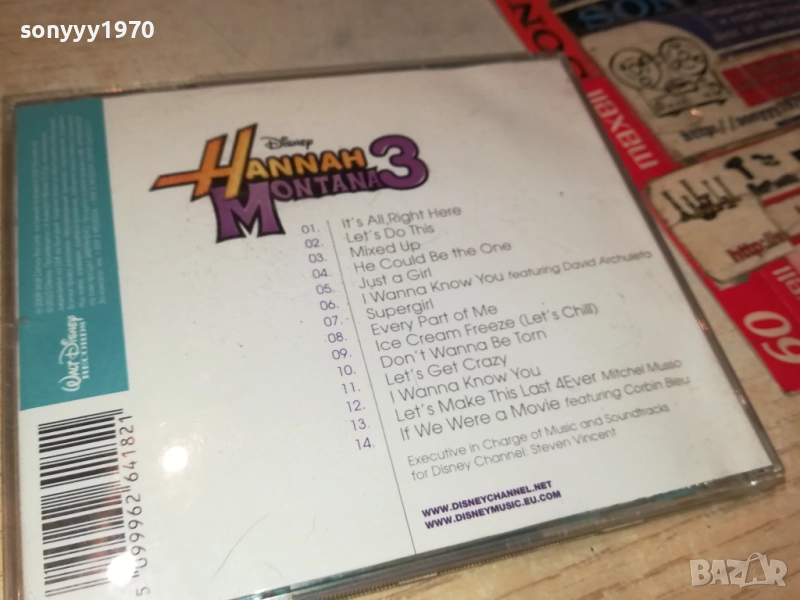 sonyyy1970
Disney
HANNAH
MONTANA 3
01. It's All Right Here
02. Let's Do This
03. Mixed Up
04. He Could Be the One
05. Just a Girl
06. I Wanna Know You featuring David Archuleta
07. Supergirl
08. Every Part of Me
09. Ice Cream Freeze (Let's Chill)
10. Don't Wanna Be Torn
11. Let's Get Crazy
12. I Wanna Know You
13. Let's Make This Last 4Ever Mitchel Musso
14. If We Were a Movie featuring Corbin Bleu
Executive in Charge of Music and Soundtracks
for Disney Channel: Steven Vincent
WWW.DISNEYCHANNEL.NET
WWW.DISNEYMUSIC.EU.COM
WALT DISNEY
RECORDS
5 099962 641821
SONY
maxell
60
BAZAR